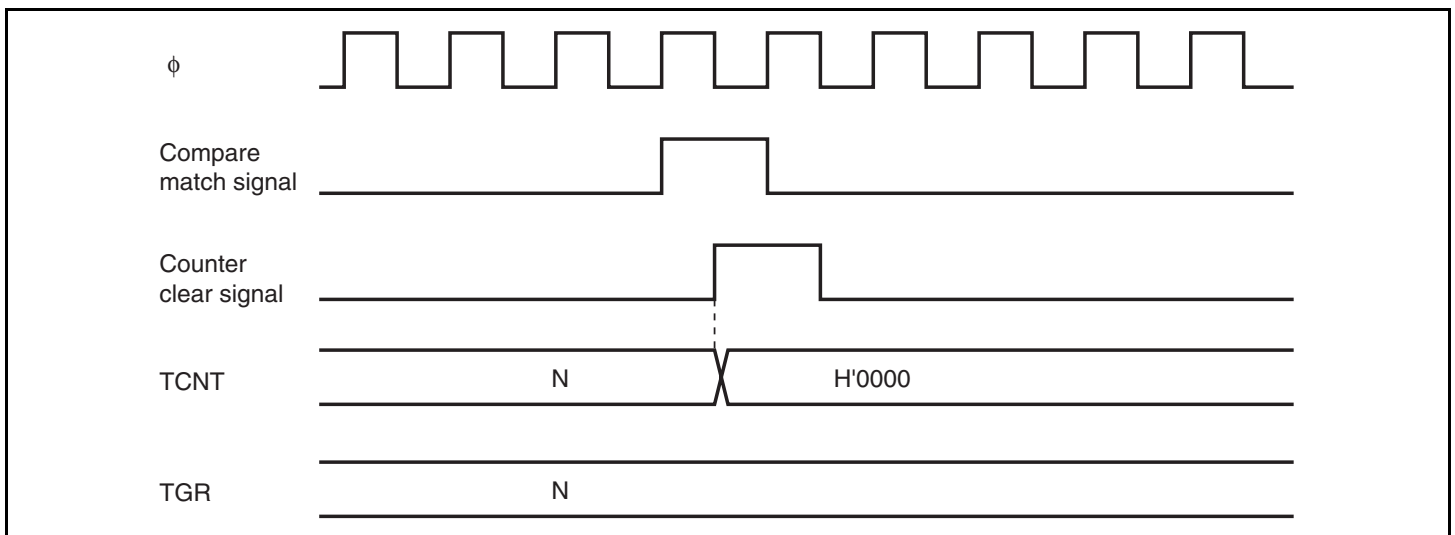 ϕ
Compare
match signal
Counter
clear signal
TCNT
N
H'0000
TGR
N